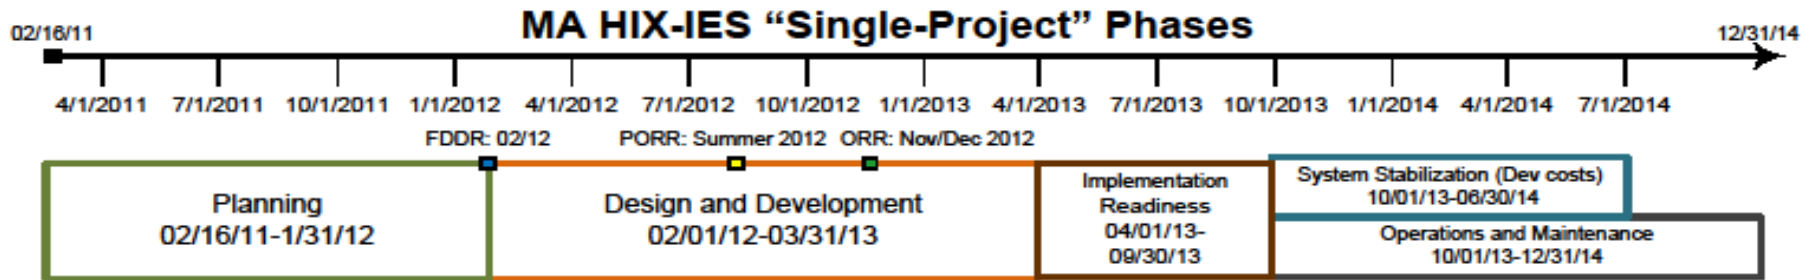 MA HIX-IES “Single-Project” Phases
02/16/11
12/31/14
4/1/2011 7/1/2011 10/1/2011 1/1/2012 4/1/2012 7/1/2012 10/1/2012 1/1/2013 4/1/2013 7/1/2013 10/1/2013 1/1/2014 4/1/2014 7/1/2014
FDDR: 02/12 PORR: Summer 2012 ORR: Nov/Dec 2012
Planning
02/16/11-1/31/12
Design and Development
02/01/12-03/31/13
Implementation
Readiness
04/01/13-
09/30/13
System Stabilization (Dev costs)
10/01/13-06/30/14
Operations and Maintenance
10/01/13-12/31/14